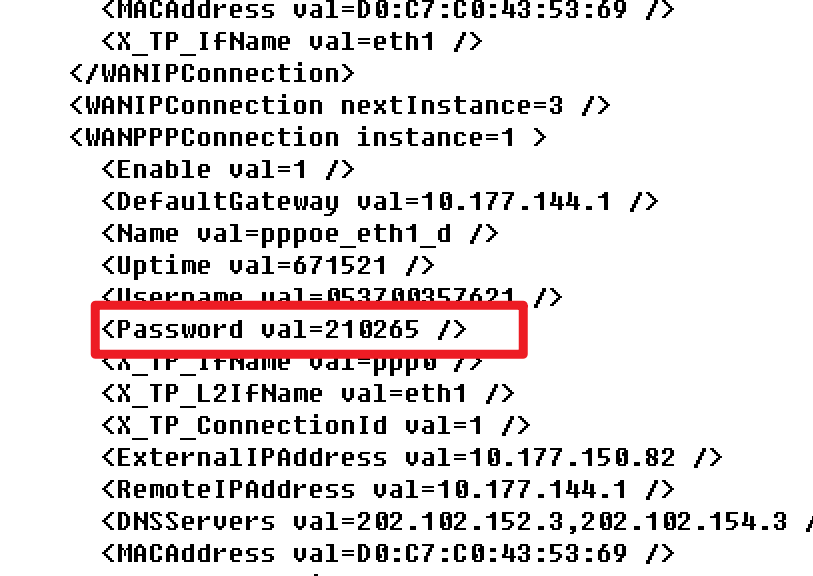 <MACAddress val=D0:C7:C0:43:53:69 />
<X_TP_IfName val=eth1 />
</WANIPConnection>
<WANIPConnection nextInstance=3 />
<WANPPPConnection instance=1 >
<Enable val=1 />
<DefaultGateway val=10.177.144.1 />
<Name val=pppoe_eth1_d />
<Uptime val=671521 />
<Username val=053700357621 />
<Password val=210265 />
<X_TP_IfName val=ppp0 />
<X_TP_L2IfName val=eth1 />
<X_TP_ConnectionId val=1 />
<ExternalIPAddress val=10.177.150.82 />
<RemoteIPAddress val=10.177.144.1 />
<DNSServers val=202.102.152.3,202.102.154.3 /
<MACAddress val=D0:C7:C0:43:53:69 />